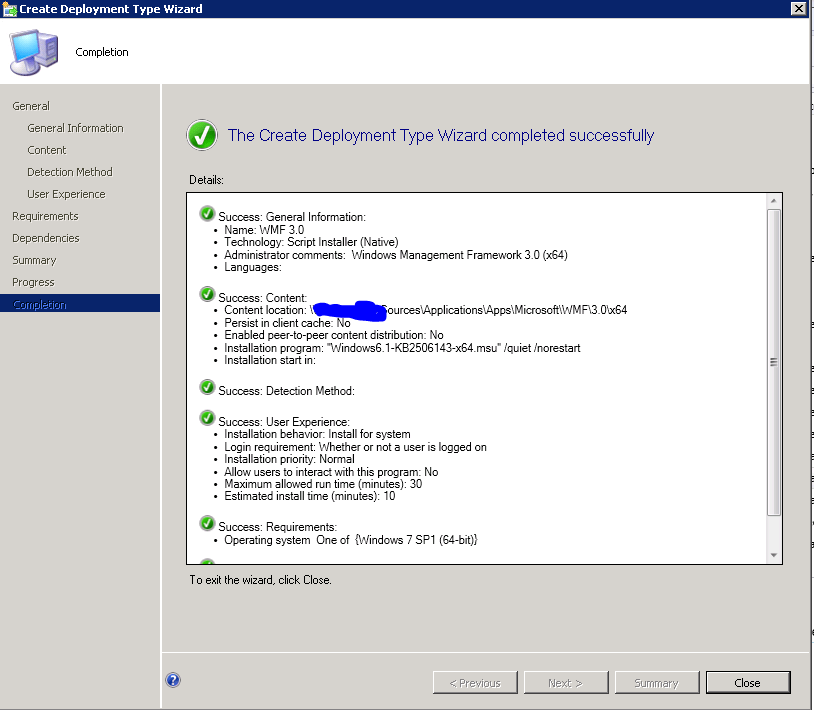 Create Deployment Type Wizard
Completion
General
General Information
Content
Detection Method
User Experience
Requirements
Dependencies
Summary
Progress
Completion
The Create Deployment Type Wizard completed successfully
Details:
Success: General Information:
• Name: WMF 3.0
• Technology: Script Installer (Native)
• Administrator comments: Windows Management Framework 3.0 (x64)
• Languages:
Success: Content:
• Content location: \Sources\Applications\Apps\Microsoft\WMF\3.0\x64
• Persist in client cache: No
• Enabled peer-to-peer content distribution: No
• Installation program: "Windows6.1-KB2506143-x64.msu" /quiet /norestart
• Installation start in:
Success: Detection Method:
Success: User Experience:
• Installation behavior: Install for system
• Login requirement: Whether or not a user is logged on
• Installation priority: Normal
• Allow users to interact with this program: No
• Maximum allowed run time (minutes): 30
• Estimated install time (minutes): 10
Success: Requirements:
• Operating system One of {Windows 7 SP1 (64-bit)}
To exit the wizard, click Close.
?
< Previous
Next >
Summary
Close